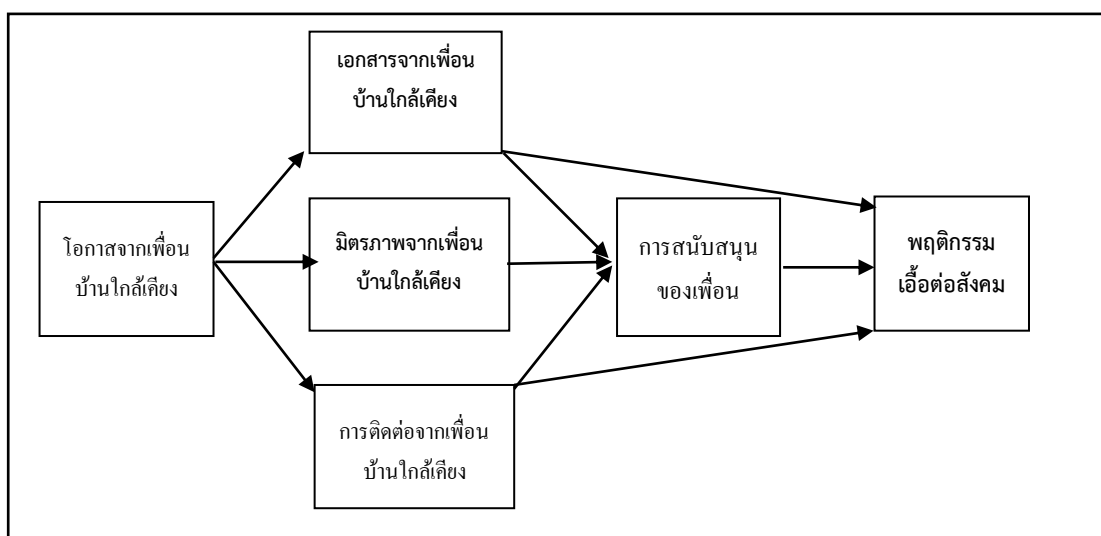 เอกสารจากเพื่อน
บ้านใกล้เคียง
โอกาสจากเพื่อน
บ้านใกล้เคียง
มิตรภาพจากเพื่อน
บ้านใกล้เคียง
การสนับสนุน
ของเพื่อน
พฤติกรรม
เอื้อต่อสังคม
การติดต่อจากเพื่อน
บ้านใกล้เคียง